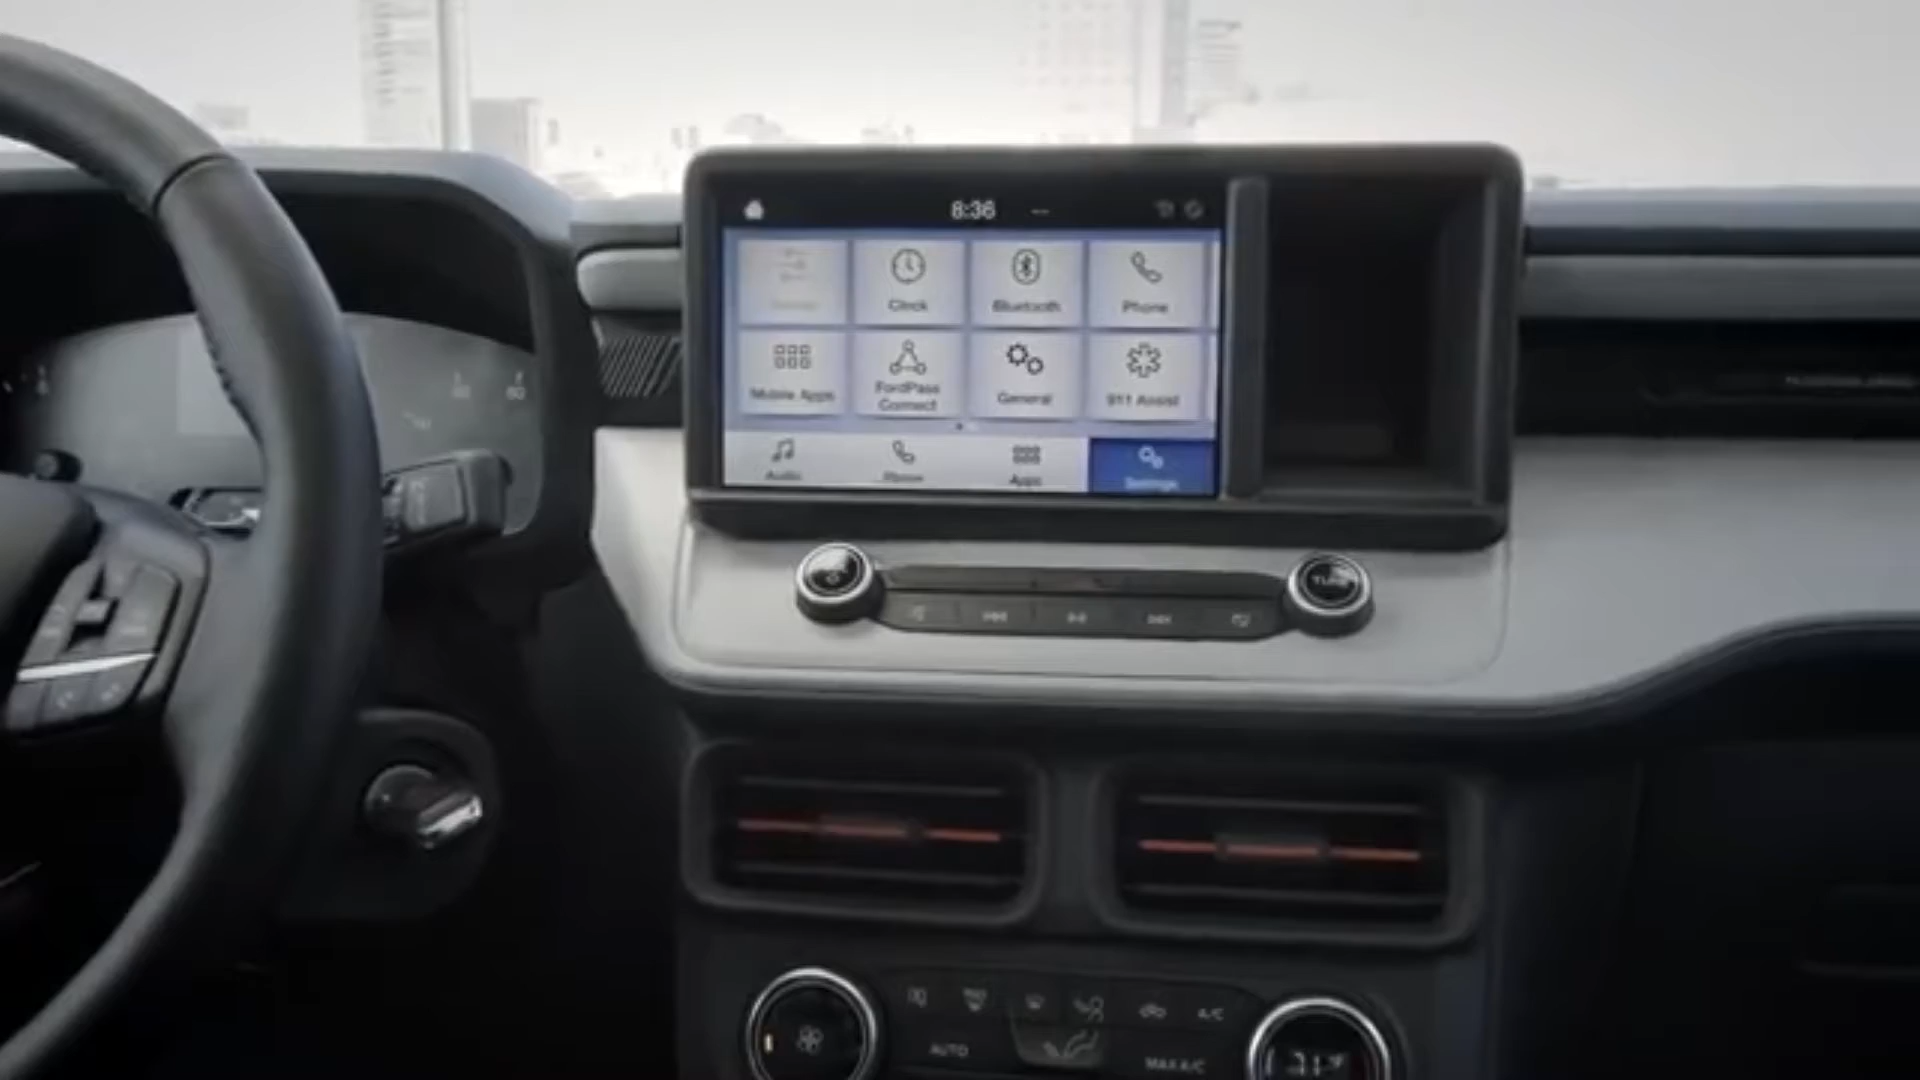 8:36
Clock
Bluetooth
Phone
Mobile Apps
FordPass
Connect
General
911 Assist
Audio
Phone
Apps
Settings
TUNE
A/C
AUTO
MAX A/C